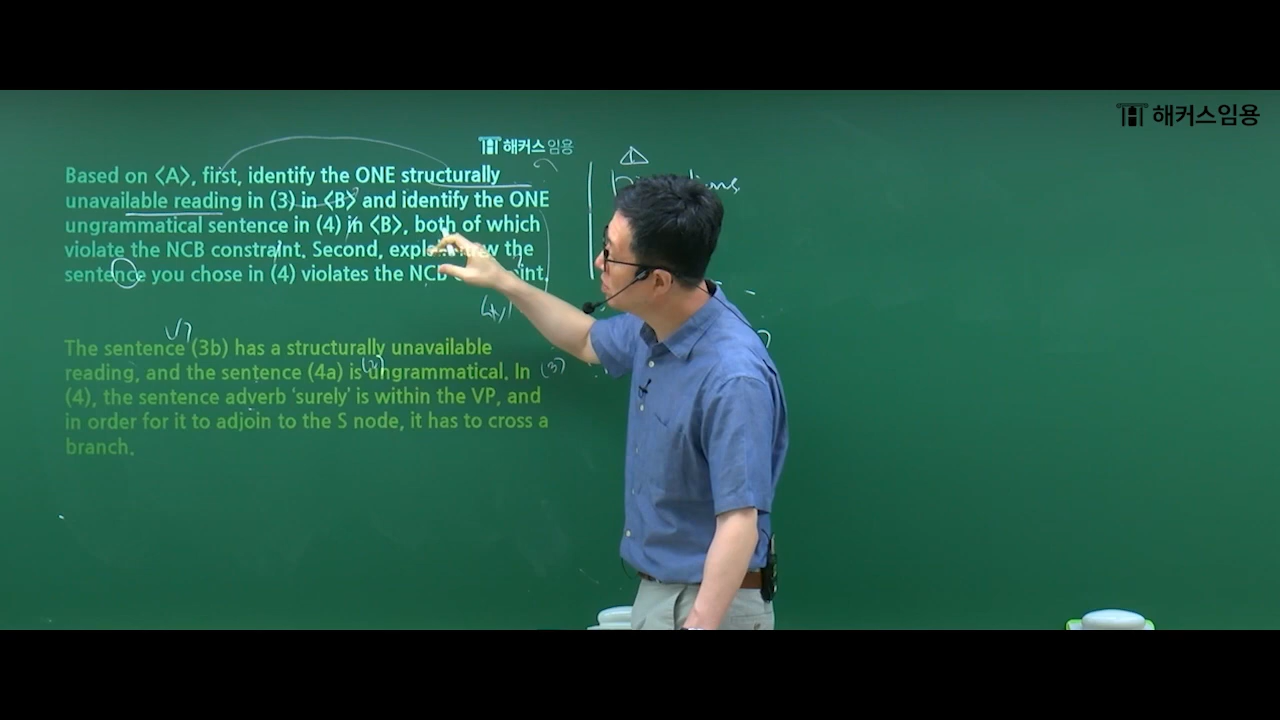 해커스임용
해커스임용
Based on <A>, first, identify the ONE structurally
unavailable reading in (3) in <B> and identify the ONE
ungrammatical sentence in (4) in <B>, both of which
violate the NCB constraint. Second, the
sentence you chose in (4) violates the NCB
The sentence (3b) has a structurally unavailable
reading, and the sentence (4a) is ungrammatical. In
(4), the sentence adverb 'surely' is within the VP, and
in order for it to adjoin to the S node, it has to cross a
branch.
(3)